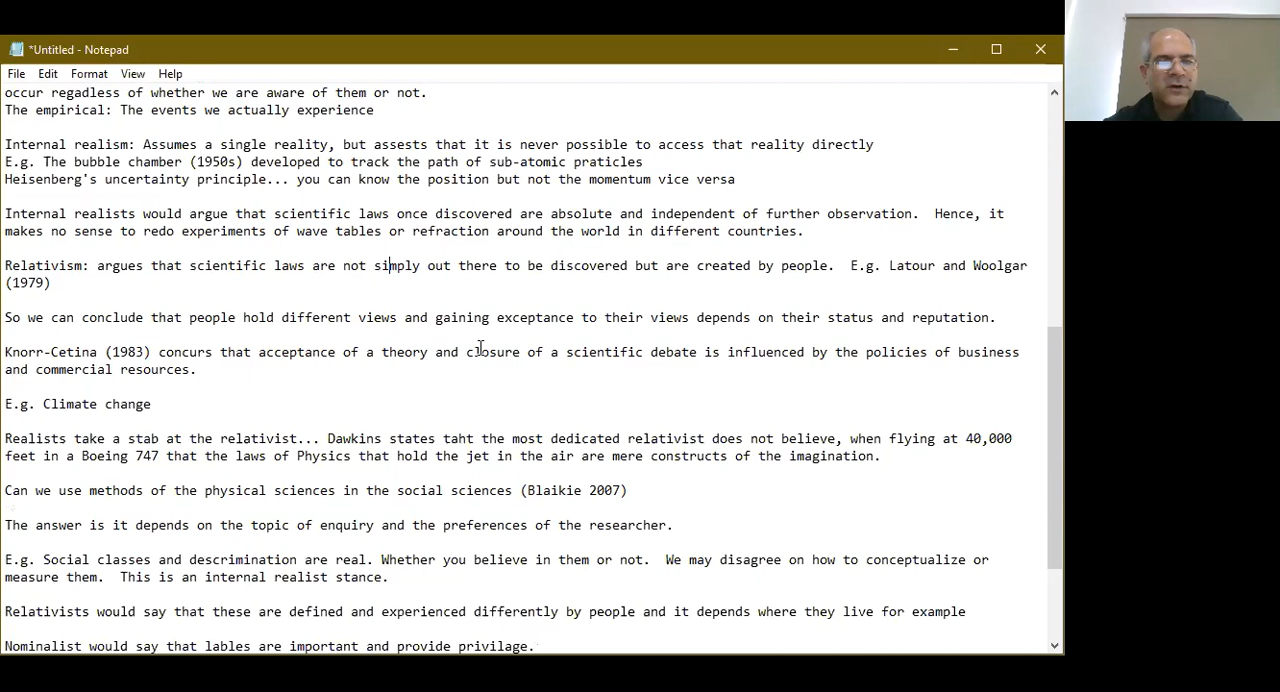 *Untitled - Notepad
File Edit Format View Help
occur regadless of whether we are aware of them or not.
The empirical: The events we actually experience
Internal realism: Assumes a single reality, but assests that it is never possible to access that reality directly
E.g. The bubble chamber (1950s) developed to track the path of sub-atomic praticles
Heisenberg's uncertainty principle... you can know the position but not the momentum vice versa
Internal realists would argue that scientific laws once discovered are absolute and independent of further observation. Hence, it
makes no sense to redo experiments of wave tables or refraction around the world in different countries.
Relativism: argues that scientific laws are not simply out there to be discovered but are created by people. E.g. Latour and Woolgar
(1979)
So we can conclude that people hold different views and gaining exceptance to their views depends on their status and reputation.
Knorr-Cetina (1983) concurs that acceptance of a theory and closure of a scientific debate is influenced by the policies of business
and commercial resources.
E.g. Climate change
Realists take a stab at the relativist... Dawkins states taht the most dedicated relativist does not believe, when flying at 40,000
feet in a Boeing 747 that the laws of Physics that hold the jet in the air are mere constructs of the imagination.
Can we use methods of the physical sciences in the social sciences (Blaikie 2007)
The answer is it depends on the topic of enquiry and the preferences of the researcher.
E.g. Social classes and descrimination are real. Whether you believe in them or not. We may disagree on how to conceptualize or
measure them. This is an internal realist stance.
Relativists would say that these are defined and experienced differently by people and it depends where they live for example
Nominalist would say that lables are important and provide privilage.